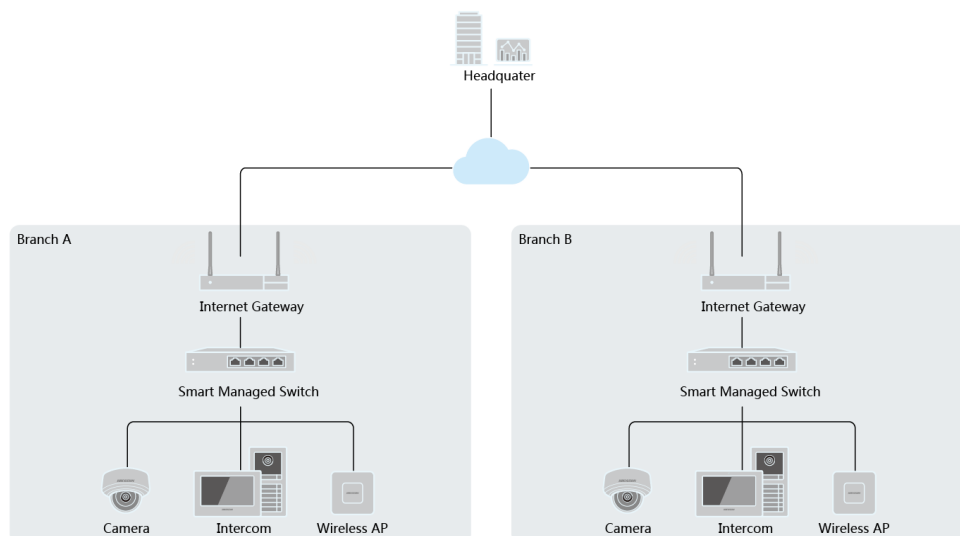 Headquater
Branch A
Branch B
Internet Gateway
Internet Gateway
Smart Managed Switch
Smart Managed Switch
Camera
Intercom
Wireless AP
Camera
Intercom
Wireless AP